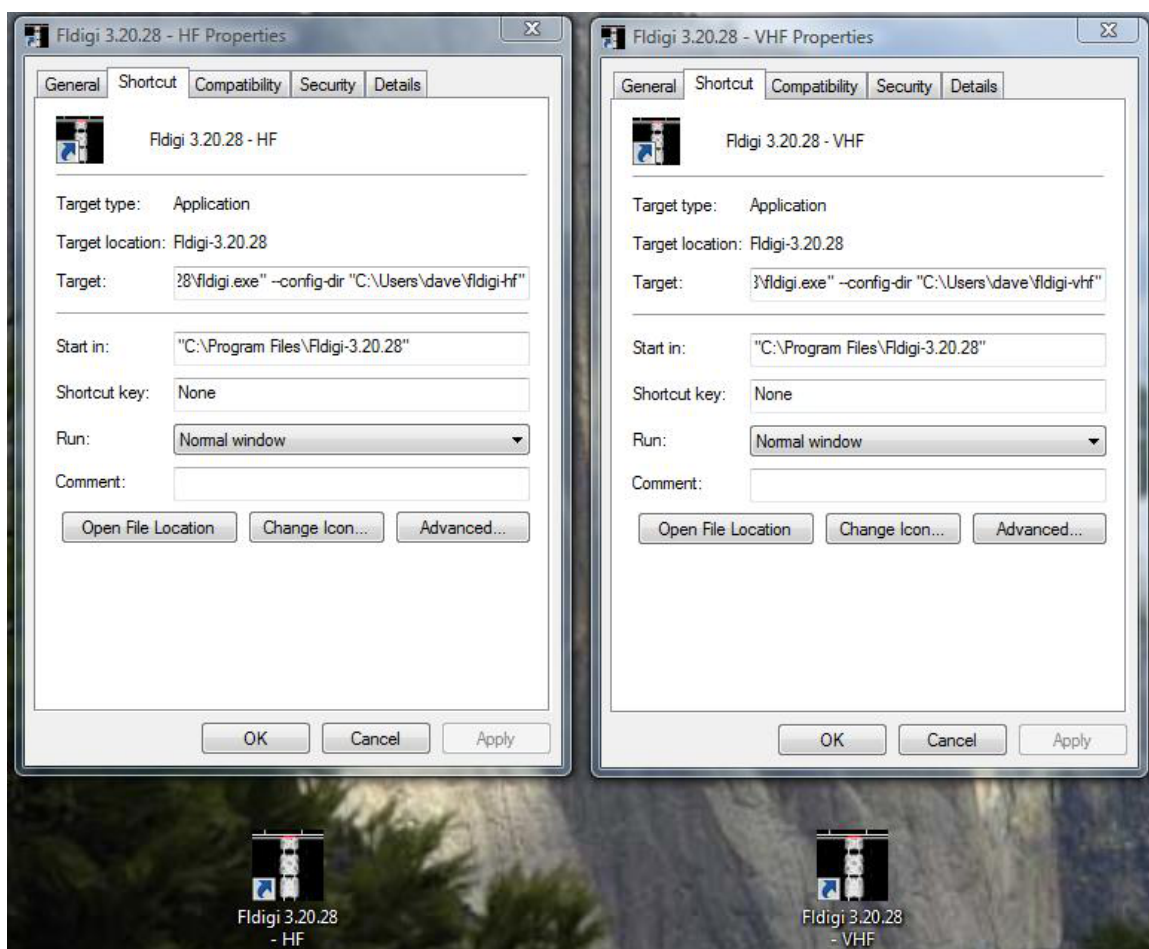 Fldigi 3.20.28 - HF Properties
General Shortcut Compatibility Security Details
Fldigi 3.20.28 - HF
Target type: Application
Target location: Fldigi-3.20.28
Target: 28\fldigi.exe" --config-dir "C:\Users\dave\fldigi-hf"
Start in: "C:\Program Files\Fldigi-3.20.28"
Shortcut key: None
Run: Normal window
Comment:
Open File Location Change Icon... Advanced...
OK Cancel Apply
Fldigi 3.20.28 - VHF Properties
General Shortcut Compatibility Security Details
Fldigi 3.20.28 - VHF
Target type: Application
Target location: Fldigi-3.20.28
Target: \fldigi.exe" --config-dir "C:\Users\dave\fldigi-vhf"
Start in: "C:\Program Files\Fldigi-3.20.28"
Shortcut key: None
Run: Normal window
Comment:
Open File Location Change Icon... Advanced...
OK Cancel Apply
Fldigi 3.20.28
- HF
Fldigi 3.20.28
- VHF